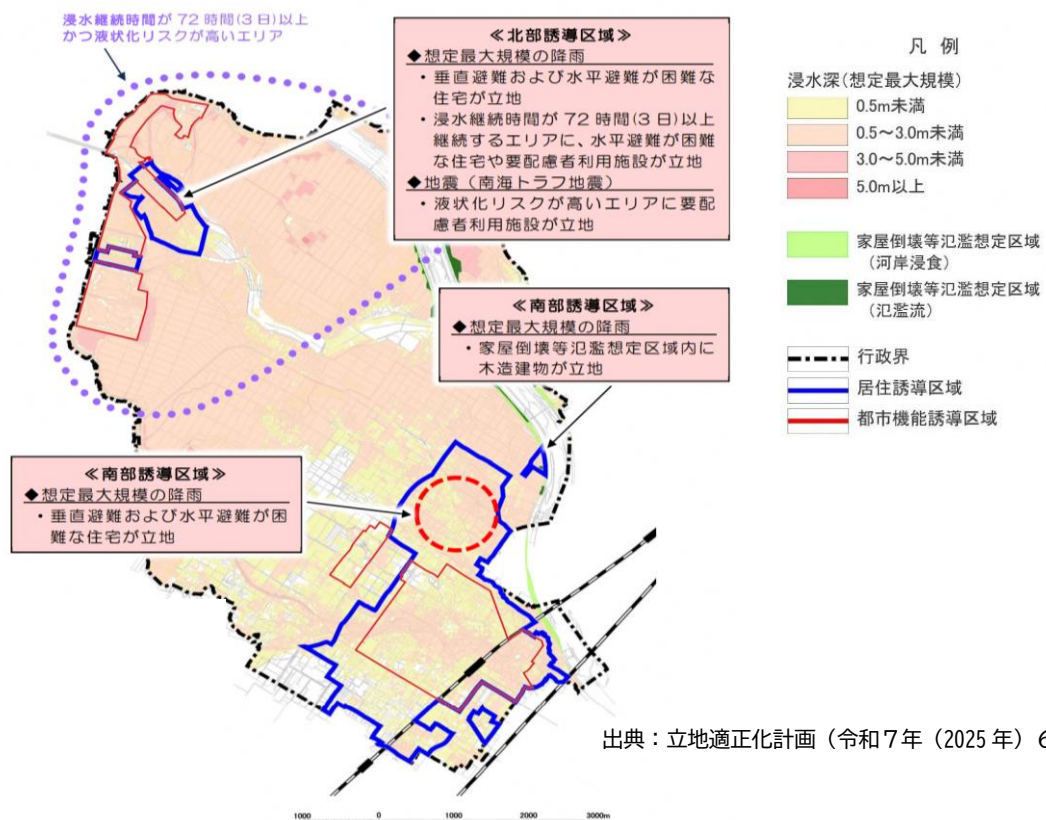 浸水継続時間が 72 時間(3 日)以上
かつ液状化リスクが高いエリア
≪北部誘導区域≫
◆想定最大規模の降雨
・垂直避難および水平避難が困難な
住宅が立地
・浸水継続時間が 72 時間(3 日)以上
継続するエリアに、水平避難が困難
な住宅や要配慮者利用施設が立地
◆地震（南海トラフ地震）
・液状化リスクが高いエリアに要配
慮者利用施設が立地
≪南部誘導区域≫
◆想定最大規模の降雨
・家屋倒壊等氾濫想定区域内に
木造建物が立地
≪南部誘導区域≫
◆想定最大規模の降雨
・垂直避難および水平避難が困
難な住宅が立地
凡 例
浸水深(想定最大規模)
0.5m未満
0.5～3.0m未満
3.0～5.0m未満
5.0m以上
家屋倒壊等氾濫想定区域
（河岸浸食）
家屋倒壊等氾濫想定区域
（氾濫流）
行政界
居住誘導区域
都市機能誘導区域
出典：立地適正化計画（令和７年（2025 年）
1000 0 1000 2000 3000m